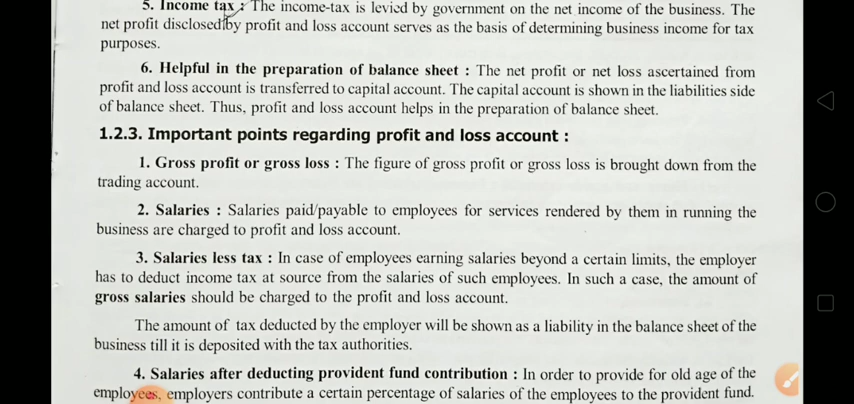 5. Income tax : The income-tax is levied by government on the net income of the business. The
net profit disclosed by profit and loss account serves as the basis of determining business income for tax
purposes.
6. Helpful in the preparation of balance sheet : The net profit or net loss ascertained from
profit and loss account is transferred to capital account. The capital account is shown in the liabilities side
of balance sheet. Thus, profit and loss account helps in the preparation of balance sheet.
1.2.3. Important points regarding profit and loss account :
1. Gross profit or gross loss : The figure of gross profit or gross loss is brought down from the
trading account.
2. Salaries : Salaries paid/payable to employees for services rendered by them in running the
business are charged to profit and loss account.
3. Salaries less tax : In case of employees earning salaries beyond a certain limits, the employer
has to deduct income tax at source from the salaries of such employees. In such a case, the amount of
gross salaries should be charged to the profit and loss account.
The amount of tax deducted by the employer will be shown as a liability in the balance sheet of the
business till it is deposited with the tax authorities.
4. Salaries after deducting provident fund contribution : In order to provide for old age of the
employees, employers contribute a certain percentage of salaries of the employees to the provident fund.